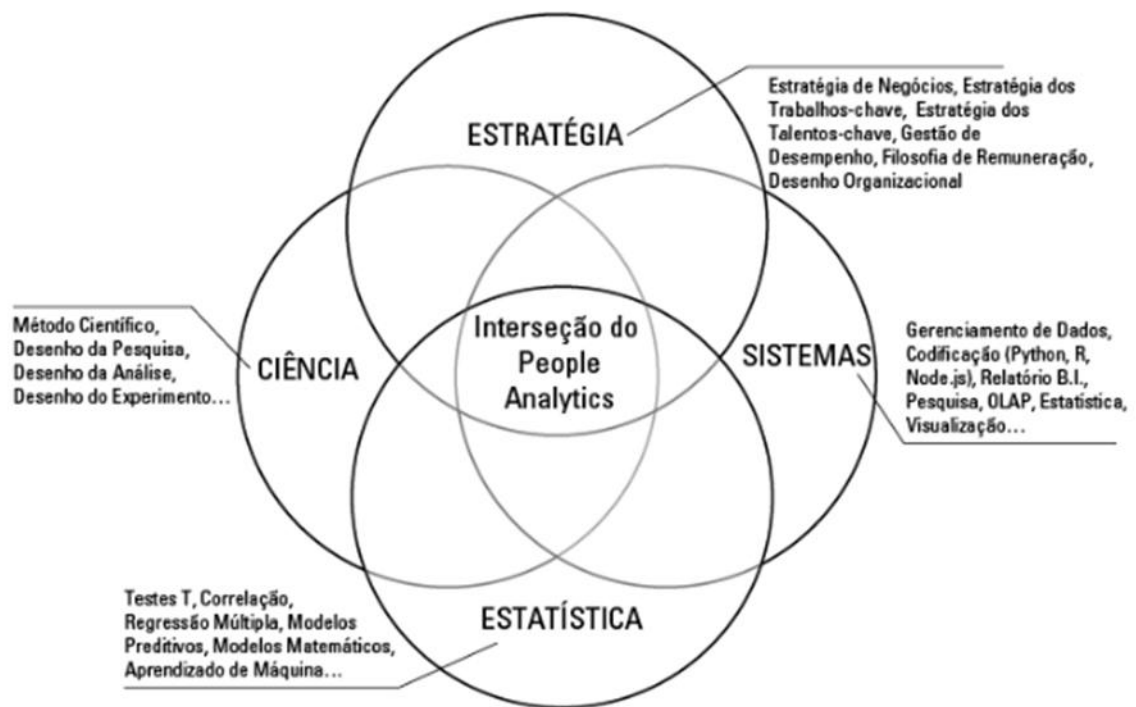 ESTRATÉGIA
Estratégia de Negócios, Estratégia dos
Trabalhos-chave, Estratégia dos
Talentos-chave, Gestão de
Desempenho, Filosofia de Remuneração,
Desenho Organizacional
Método Científico,
Desenho da Pesquisa,
Desenho da Análise,
Desenho do Experimento...
CIÊNCIA
Interseção do
People
Analytics
SISTEMAS
Gerenciamento de Dados,
Codificação (Python, R,
Node.js), Relatório B.I.,
Pesquisa, OLAP, Estatística,
Visualização...
Testes T, Correlação,
Regressão Múltipla, Modelos
Preditivos, Modelos Matemáticos,
Aprendizado de Máquina...
ESTATÍSTICA